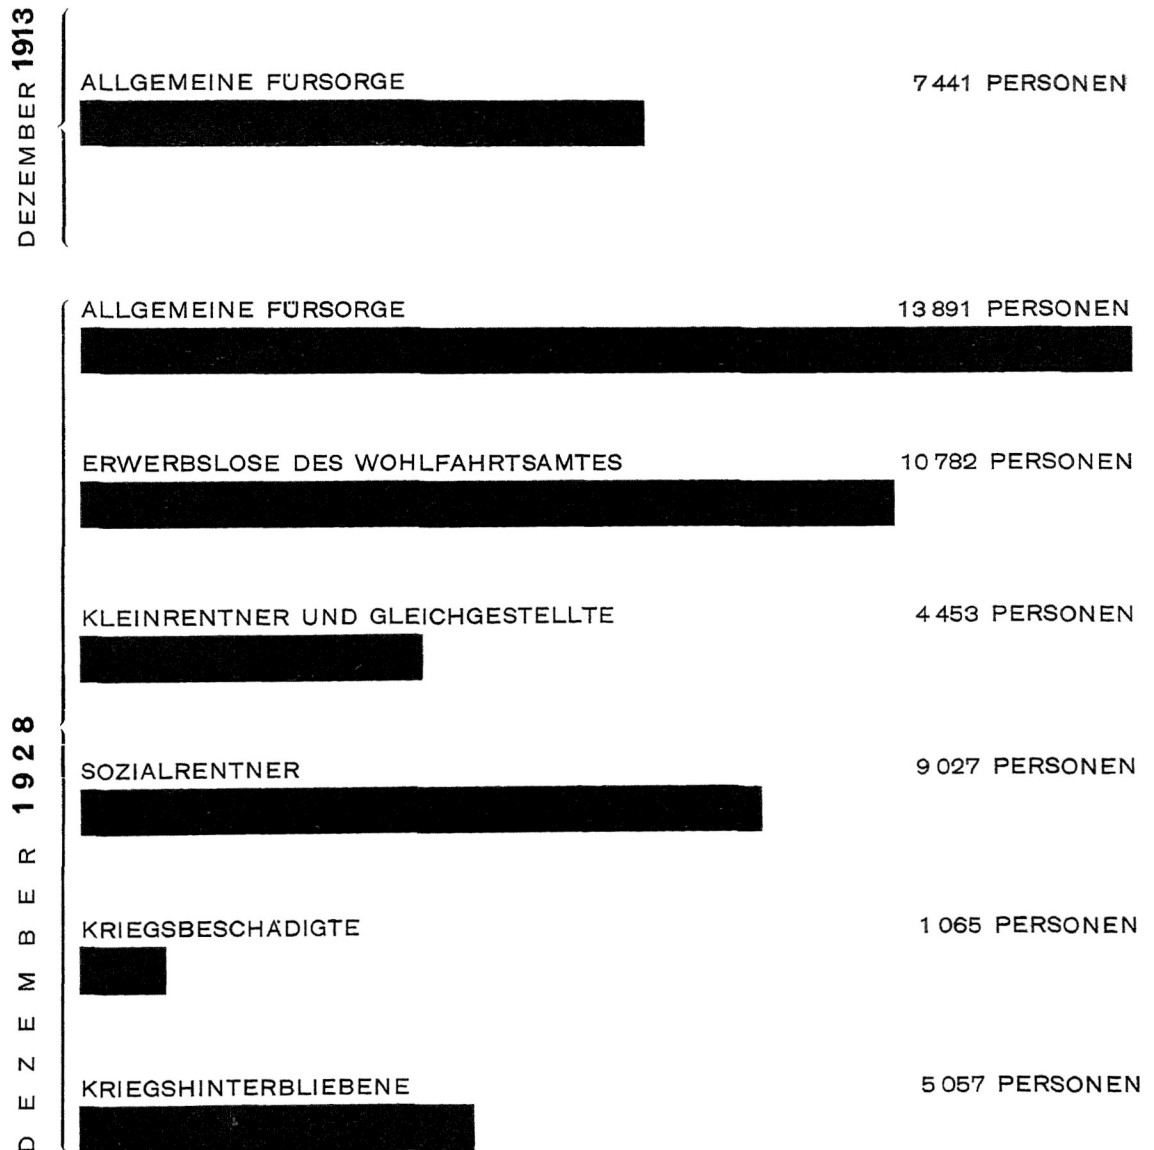 DEZEMBER 1913
ALLGEMEINE FÜRSORGE 7 441 PERSONEN
DEZEMBER 1928
ALLGEMEINE FÜRSORGE 13 891 PERSONEN
ERWERBSLOSE DES WOHLFAHRTSAMTES 10 782 PERSONEN
KLEINRENTNER UND GLEICHGESTELLTE 4 453 PERSONEN
SOZIALRENTNER 9 027 PERSONEN
KRIEGSBESCHÄDIGTE 1 065 PERSONEN
KRIEGSHINTERBLIEBENE 5 057 PERSONEN